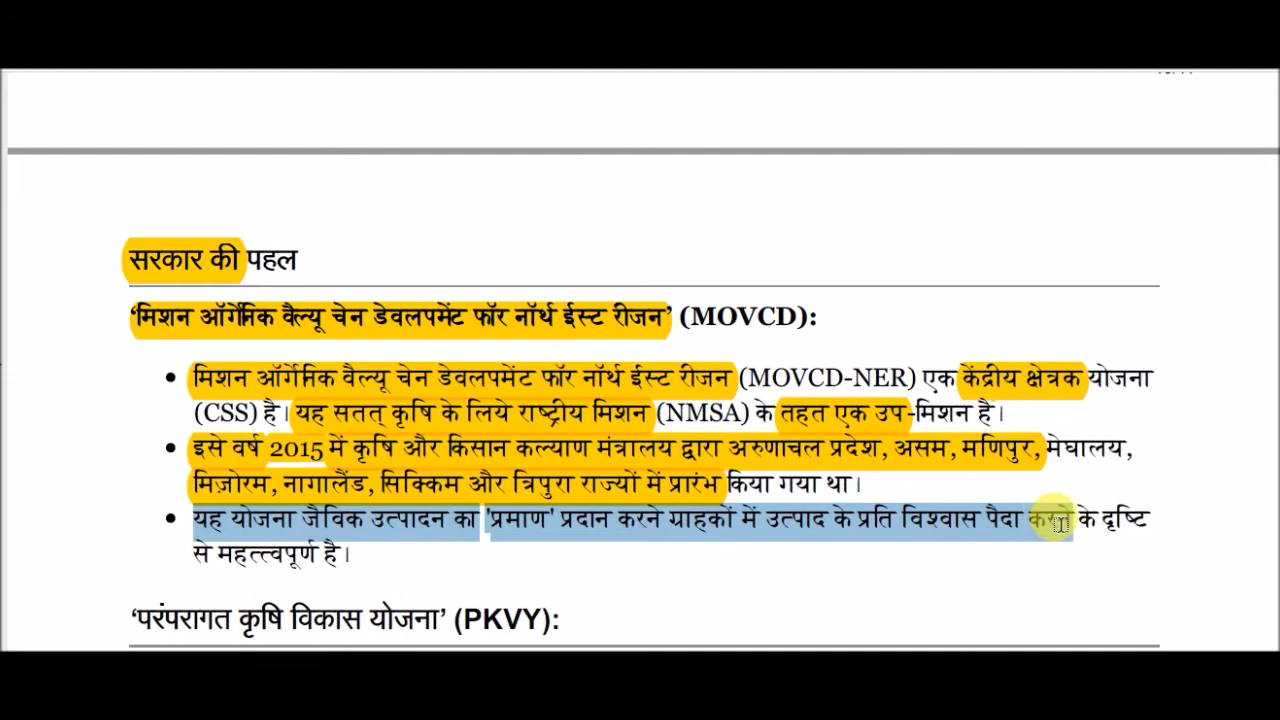 सरकार की पहल
‘मिशन ऑर्गेनिक वैल्यू चेन डेवलपमेंट फॉर नॉर्थ ईस्ट रीजन’ (MOVCD):
• मिशन ऑर्गेनिक वैल्यू चेन डेवलपमेंट फॉर नॉर्थ ईस्ट रीजन (MOVCD-NER) एक केंद्रीय क्षेत्रक योजना
(CSS) है। यह सतत् कृषि के लिये राष्ट्रीय मिशन (NMSA) के तहत एक उप-मिशन है।
• इसे वर्ष 2015 में कृषि और किसान कल्याण मंत्रालय द्वारा अरुणाचल प्रदेश, असम, मणिपुर, मेघालय,
मिज़ोरम, नागालैंड, सिक्किम और त्रिपुरा राज्यों में प्रारंभ किया गया था।
• यह योजना जैविक उत्पादन का 'प्रमाण' प्रदान करने ग्राहकों में उत्पाद के प्रति विश्वास पैदा करने के दृष्टि
से महत्त्वपूर्ण है।
‘परंपरागत कृषि विकास योजना’ (PKVY):